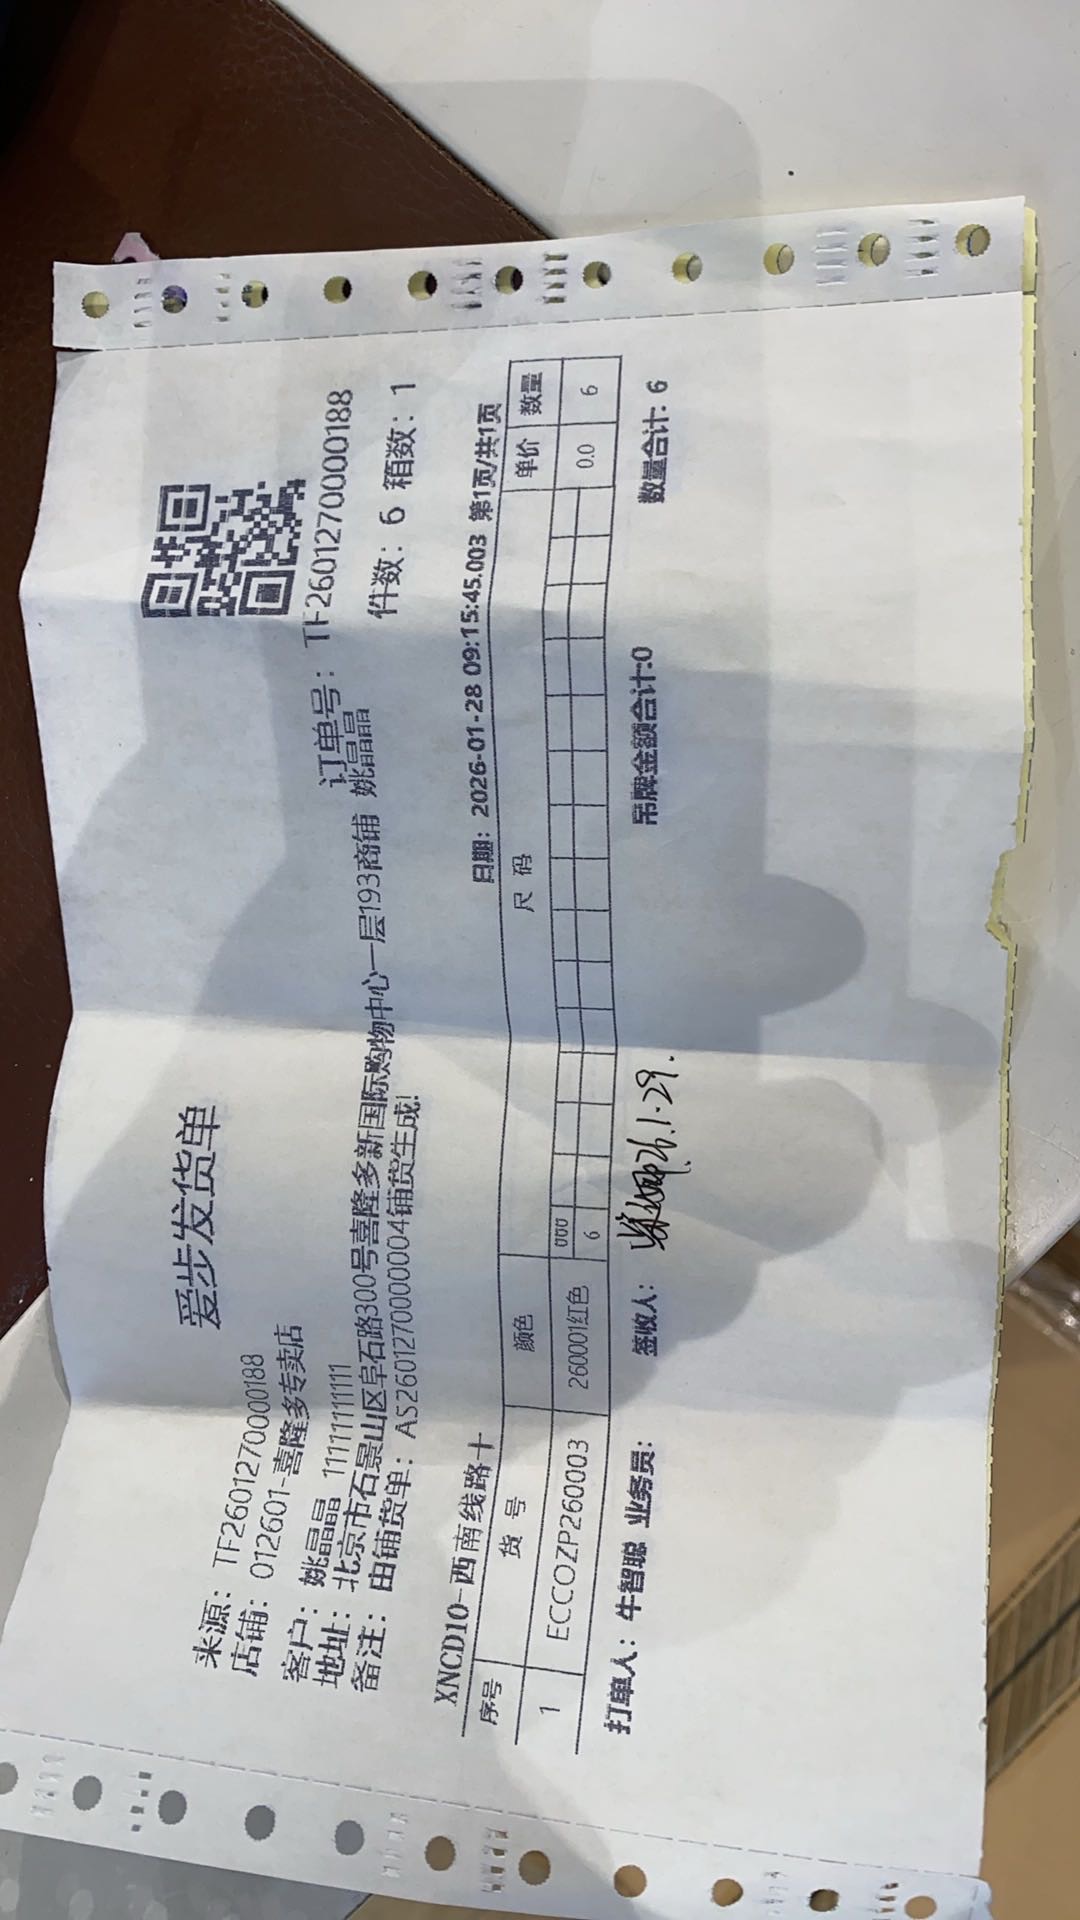 爱步发货单
来源：TF2601270000188
店铺：012601-喜隆多专卖店
订单号：TF2601270000188
客户：姚晶晶 11111111111
件数：6 箱数：1
地址：北京市石景山区阜石路300号喜隆多新国际购物中心一层193商铺 姚晶晶
备注：由铺货单：AS2601270000004铺货生成!
XNCD10-西南线路十 日期：2026-01-28 09:15:45.003 第1页/共1页
序号 货号 颜色 尺码 单价 数量
000
1 ECCOZP260003 260001红色 6 0.0 6
打单人：牛智聪 业务员： 签收人： 26.1.29. 吊牌金额合计:0 数量合计: 6